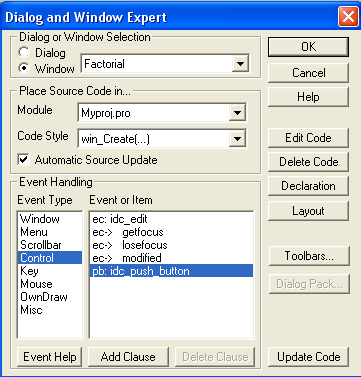 Dialog and Window Expert
Dialog or Window Selection
Dialog
Window
Factorial
OK
Cancel
Help
Place Source Code in...
Module
Myproj.pro
Code Style
win_Create(...)
Automatic Source Update
Edit Code
Delete Code
Declaration
Layout
Event Handling
Event Type
Event or Item
Window
Menu
Scrollbar
Control
Key
Mouse
OwnDraw
Misc
ec: idc_edit
ec-> getfocus
ec-> losefocus
ec-> modified
pb: idc_push_button
Toolbars...
Dialog Pack...
Event Help
Add Clause
Delete Clause
Update Code